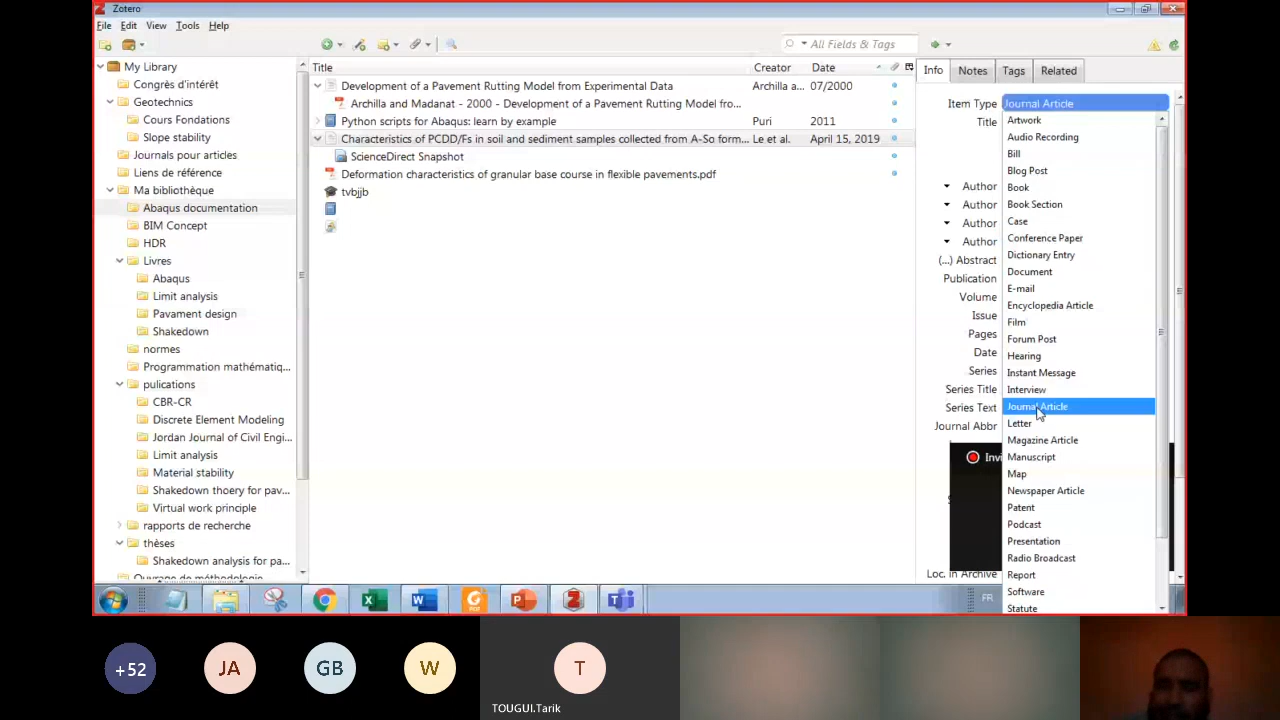 Zotero
File Edit View Tools Help
All Fields & Tags
My Library
Congrès d'intérêt
Geotechnics
Cours Fondations
Slope stability
Journals pour articles
Liens de référence
Ma bibliothèque
Abaqus documentation
BIM Concept
HDR
Livres
Abaqus
Limit analysis
Pavament design
Shakedown
normes
Programmation mathématiq...
pulications
CBR-CR
Discrete Element Modeling
Jordan Journal of Civil Engi...
Limit analysis
Material stability
Shakedown thoery for pav...
Virtual work principle
rapports de recherche
thèses
Shakedown analysis for pa...
Ouvrage de méthodologie
Title Creator Date
Development of a Pavement Rutting Model from Experimental Data Archilla a... 07/2000
Archilla and Madanat - 2000 - Development of a Pavement Rutting Model fro...
Python scripts for Abaqus: learn by example Puri 2011
Characteristics of PCDD/Fs in soil and sediment samples collected from A-So form... Le et al. April 15, 2019
ScienceDirect Snapshot
Deformation characteristics of granular base course in flexible pavements.pdf
tvbjjb
Info Notes Tags Related
Item Type Journal Article
Title
Author
Author
Author
Author
(...) Abstract
Publication
Volume
Issue
Pages
Date
Series
Series Title
Series Text
Journal Abbr
Loc. in Archive
Artwork
Audio Recording
Bill
Blog Post
Book
Book Section
Case
Conference Paper
Dictionary Entry
Document
E-mail
Encyclopedia Article
Film
Forum Post
Hearing
Instant Message
Interview
Journal Article
Letter
Magazine Article
Manuscript
Map
Newspaper Article
Patent
Podcast
Presentation
Radio Broadcast
Report
Software
Statute
Invi
FR
+52
JA
GB
W
T
TOUGUI.Tarik